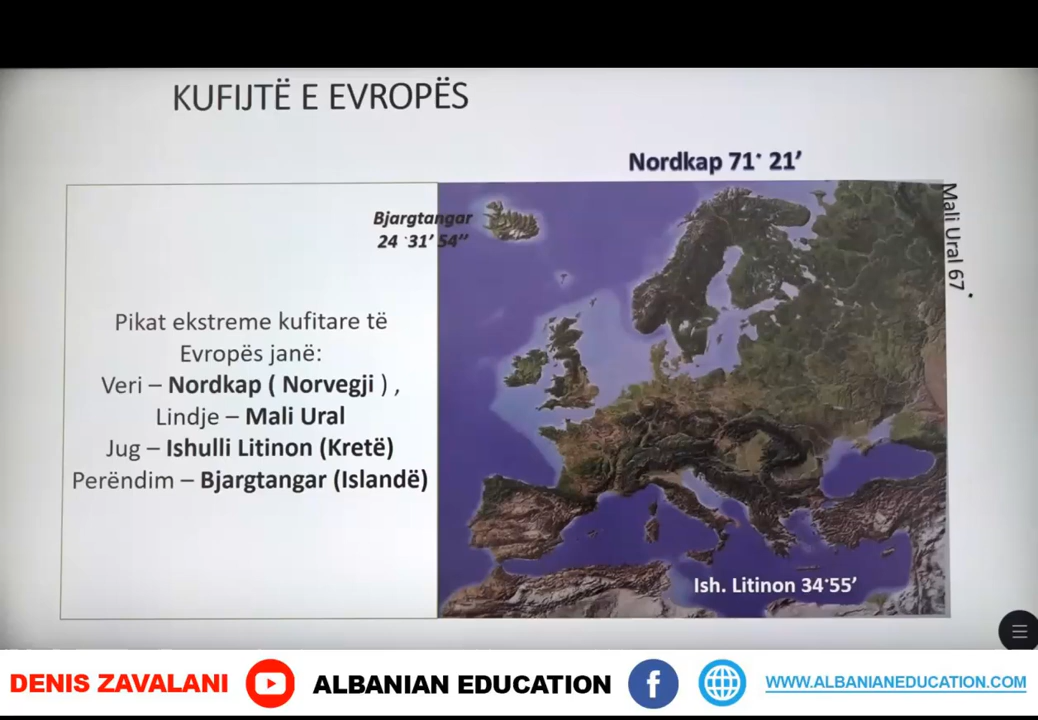 KUFIJTË E EVROPËS
Nordkap 71˚ 21’
Bjargtangar
24 ˚31’ 54’’
Mali Ural 67˚
Pikat ekstreme kufitare të
Evropës janë:
Veri – Nordkap ( Norvegji ) ,
Lindje – Mali Ural
Jug – Ishulli Litinon (Kretë)
Perëndim – Bjargtangar (Islandë)
Ish. Litinon 34˚55’
DENIS ZAVALANI
ALBANIAN EDUCATION
WWW.ALBANIANEDUCATION.COM